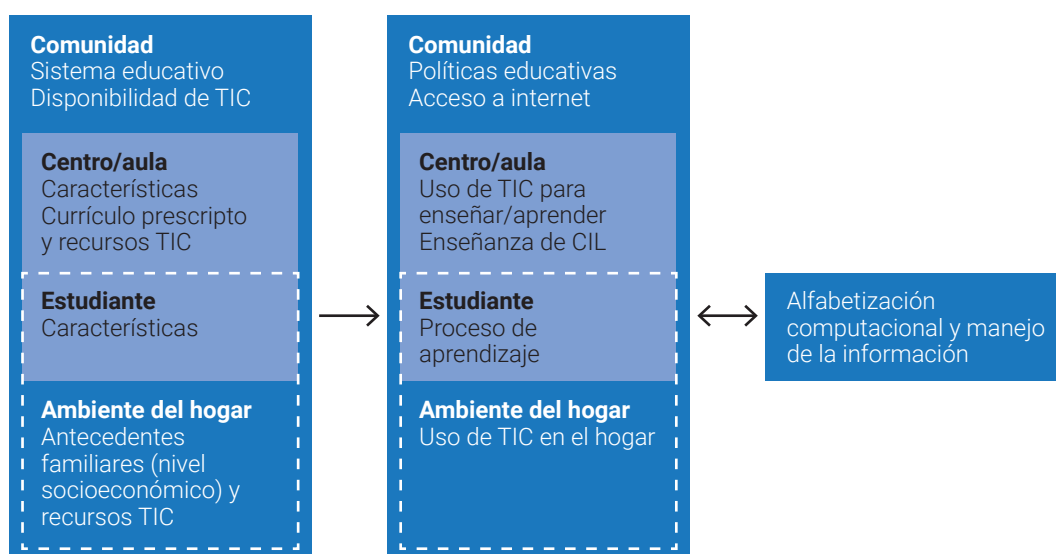 Comunidad
Sistema educativo
Disponibilidad de TIC
Centro/aula
Características
Currículo prescripto
y recursos TIC
Estudiante
Características
Ambiente del hogar
Antecedentes
familiares (nivel
socioeconómico) y
recursos TIC
Comunidad
Políticas educativas
Acceso a internet
Centro/aula
Uso de TIC para
enseñar/aprender
Enseñanza de CIL
Estudiante
Proceso de
aprendizaje
Ambiente del hogar
Uso de TIC en el hogar
Alfabetización
computacional y manejo
de la información